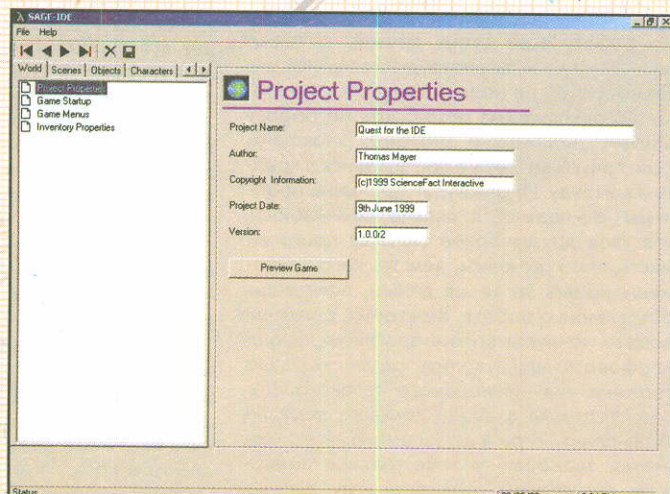 λ SAGE-IDE
File Help
World Scenes Objects Characters
Project Properties
Game Startup
Game Menus
Inventory Properties
Project Properties
Project Name: Quest for the IDE
Author: Thomas Mayer
Copyright Information: (c)1999 ScienceFact Interactive
Project Date: 9th June 1999
Version: 1.0.0r2
Preview Game
Status